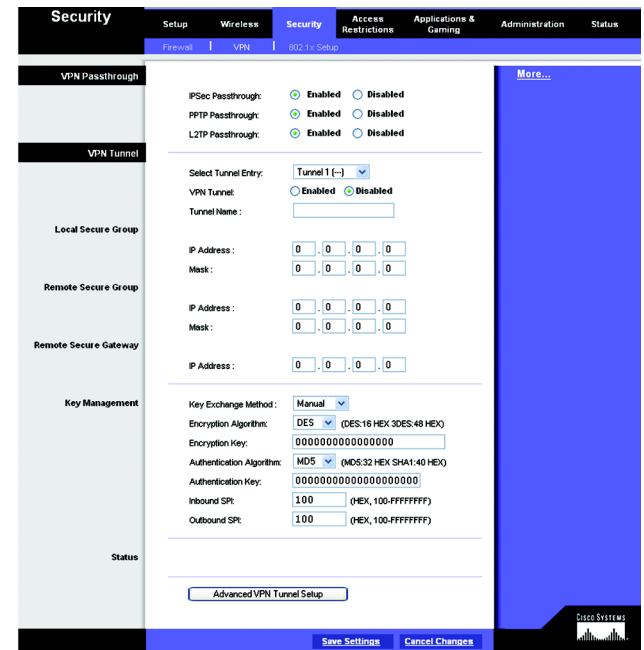 Security
Setup Wireless Security Access Restrictions Applications & Gaming Administration Status
Firewall VPN 802.1x Setup
VPN Passthrough
More...
IPSec Passthrough: Enabled Disabled
PPTP Passthrough: Enabled Disabled
L2TP Passthrough: Enabled Disabled
VPN Tunnel
Select Tunnel Entry: Tunnel 1 (---)
VPN Tunnel: Enabled Disabled
Tunnel Name :
Local Secure Group
IP Address : 0 . 0 . 0 . 0
Mask : 0 . 0 . 0 . 0
Remote Secure Group
IP Address : 0 . 0 . 0 . 0
Mask : 0 . 0 . 0 . 0
Remote Secure Gateway
IP Address : 0 . 0 . 0 . 0
Key Management
Key Exchange Method : Manual
Encryption Algorithm: DES (DES:16 HEX 3DES:48 HEX)
Encryption Key: 0000000000000000
Authentication Algorithm: MD5 (MD5:32 HEX SHA1:40 HEX)
Authentication Key: 00000000000000000000
Inbound SPI: 100 (HEX, 100-FFFFFFFF)
Outbound SPI: 100 (HEX, 100-FFFFFFFF)
Status
Advanced VPN Tunnel Setup
Save Settings Cancel Changes
CISCO SYSTEMS